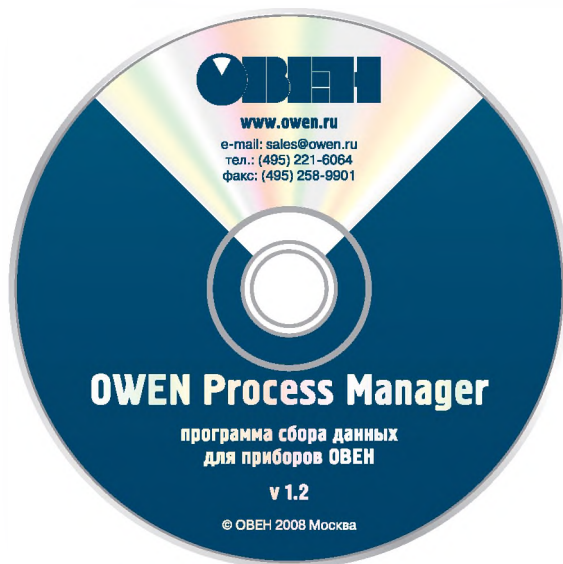 ОВЕН
www.owen.ru
e-mail: sales@owen.ru
тел.: (495) 221-6064
факс: (495) 258-9901
OWEN Process Manager
программа сбора данных
для приборов ОВЕН
v 1.2
© ОВЕН 2008 Москва